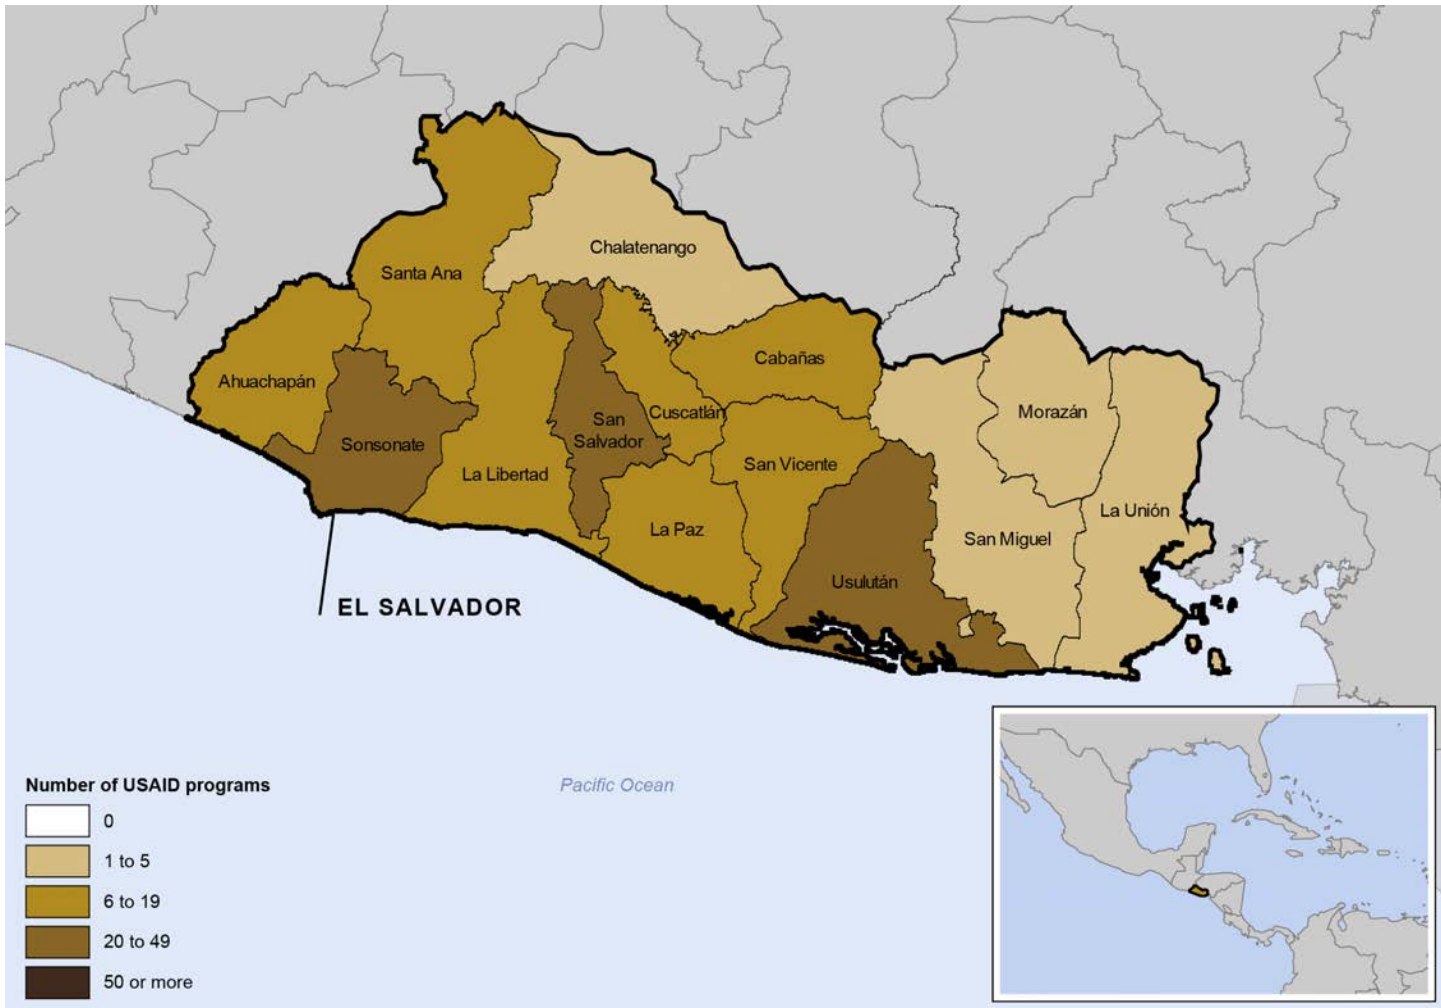 Chalatenango
Santa Ana
Cabañas
Ahuachapán
Cuscatlán
Morazán
San
Salvador
Sonsonate
San Vicente
La Libertad
La Unión
La Paz
San Miguel
Usulután
EL SALVADOR
Pacific Ocean
Number of USAID programs
0
1 to 5
6 to 19
20 to 49
50 or more